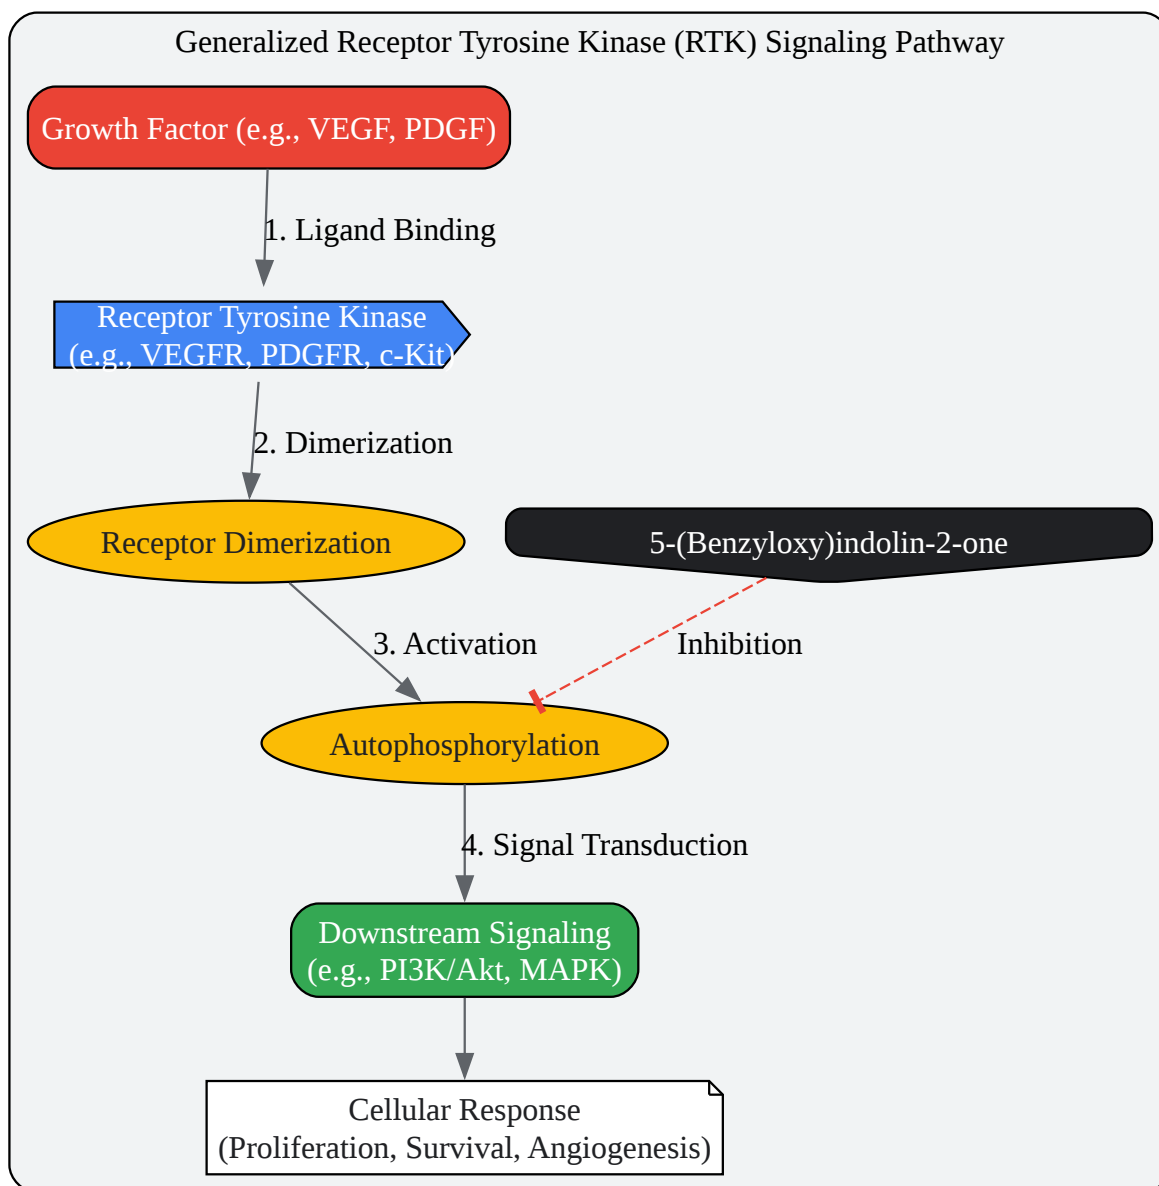 Generalized Receptor Tyrosine Kinase (RTK) Signaling Pathway
Growth Factor (e.g., VEGF, PDGF)
1. Ligand Binding
Receptor Tyrosine Kinase
(e.g., VEGFR, PDGFR, c-Kit)
2. Dimerization
Receptor Dimerization
5-(Benzyloxy)indolin-2-one
3. Activation
Inhibition
Autophosphorylation
4. Signal Transduction
Downstream Signaling
(e.g., PI3K/Akt, MAPK)
Cellular Response
(Proliferation, Survival, Angiogenesis)